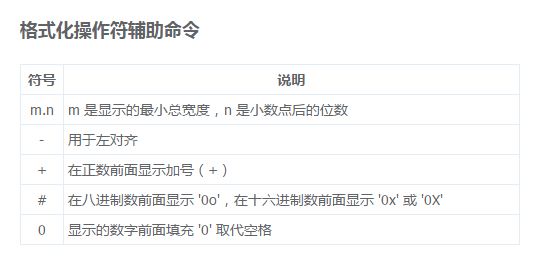 格式化操作符辅助命令
符号 说明
m.n m 是显示的最小总宽度，n 是小数点后的位数
- 用于左对齐
+ 在正数前面显示加号 ( + )
# 在八进制数前面显示 '0o'，在十六进制数前面显示 '0x' 或 '0X'
0 显示的数字前面填充 '0' 取代空格